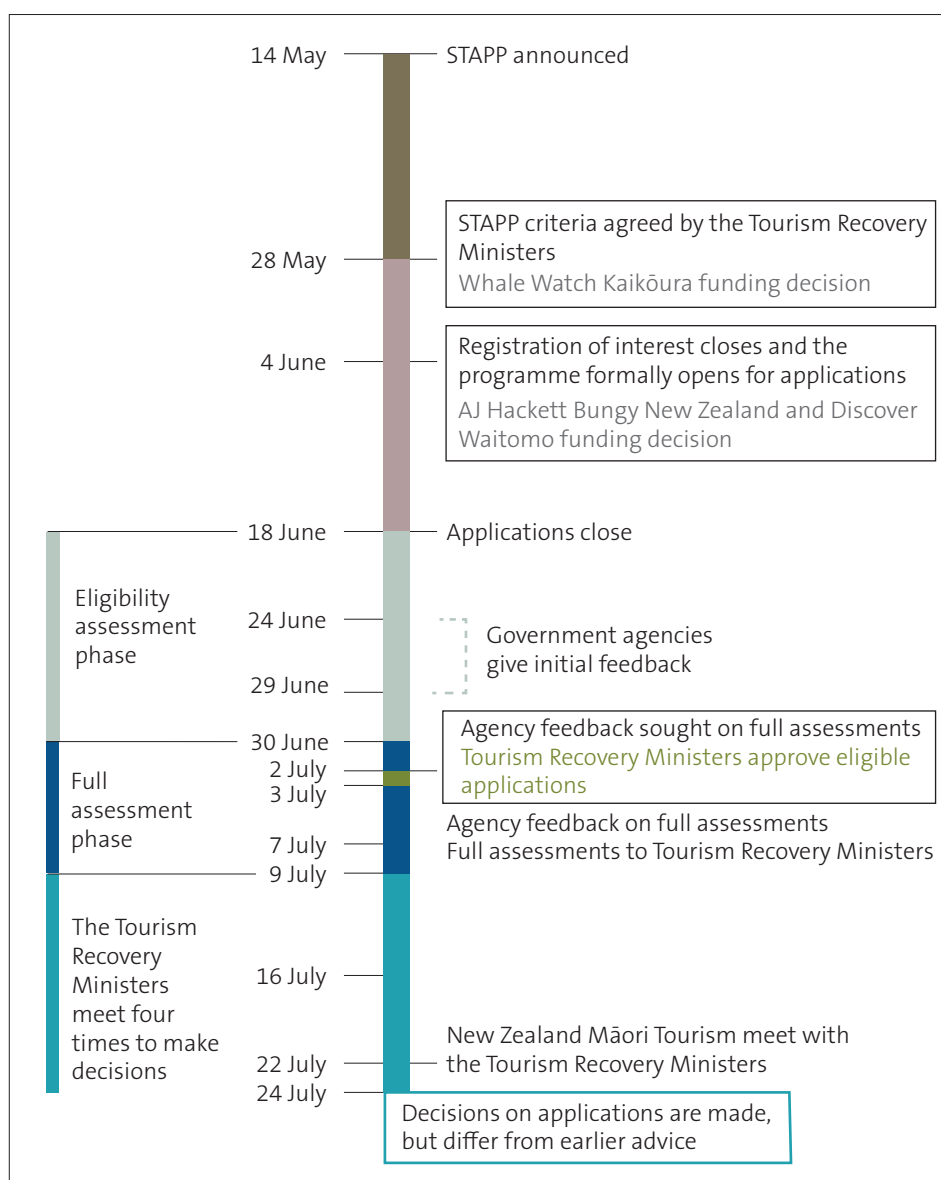 14 May
STAPP announced
STAPP criteria agreed by the Tourism Recovery
Ministers
28 May
Whale Watch Kaikōura funding decision
Registration of interest closes and the
4 June
programme formally opens for applications
AJ Hackett Bungy New Zealand and Discover
Waitomo funding decision
18 June
Applications close
Eligibility
assessment
phase
24 June
Government agencies
give initial feedback
29 June
30 June
Agency feedback sought on full assessments
2 July
Tourism Recovery Ministers approve eligible
applications
3 July
Full
assessment
phase
Agency feedback on full assessments
7 July
Full assessments to Tourism Recovery Ministers
9 July
The Tourism
Recovery
Ministers
meet four
times to make
decisions
16 July
New Zealand Māori Tourism meet with
22 July
the Tourism Recovery Ministers
24 July
Decisions on applications are made,
but differ from earlier advice